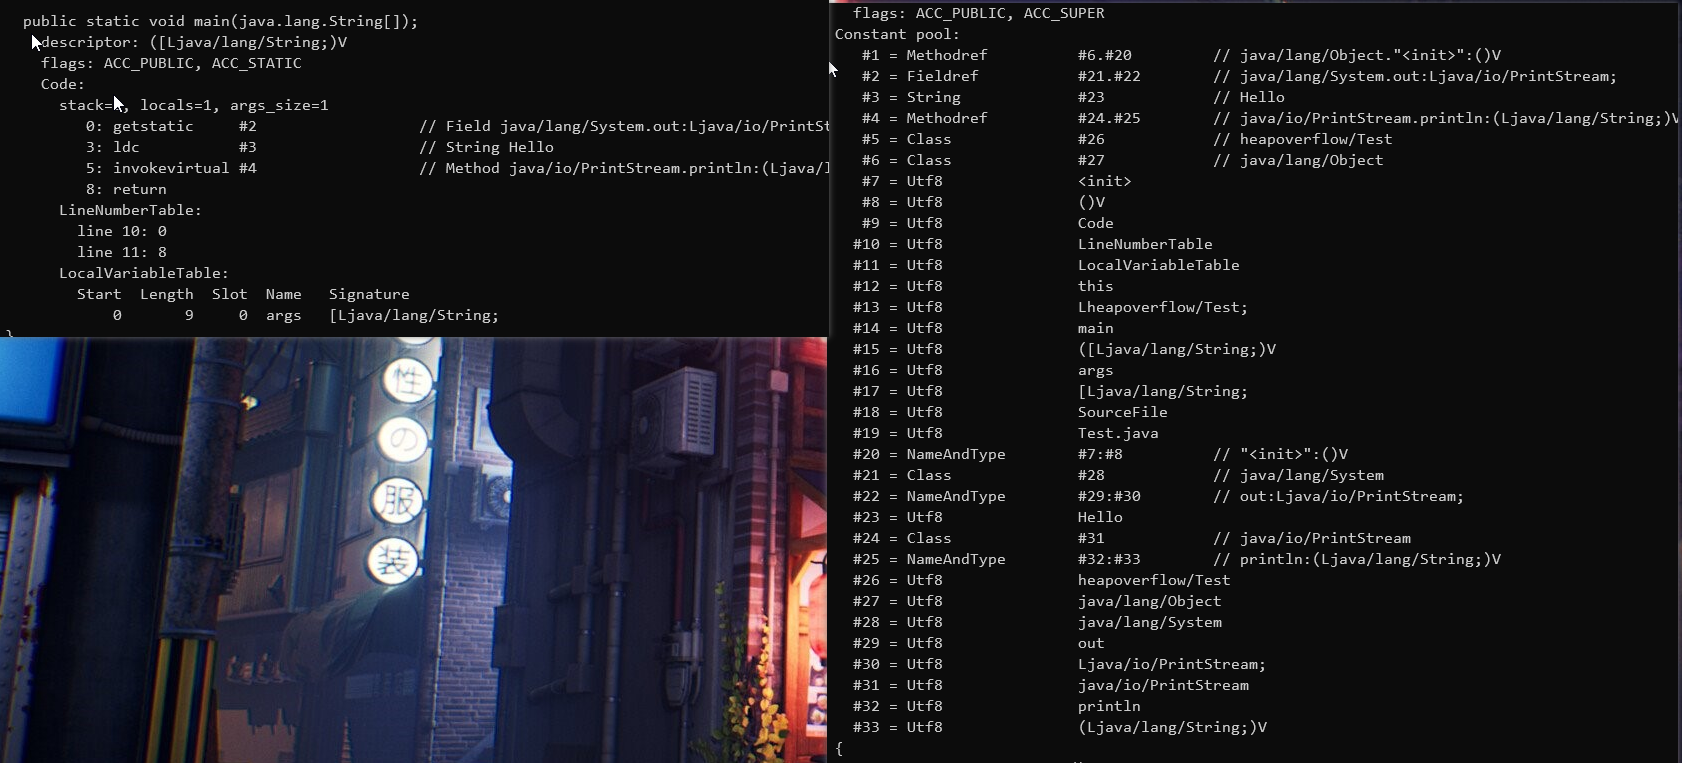 public static void main(java.lang.String[]);
descriptor: ([Ljava/lang/String;)V
flags: ACC_PUBLIC, ACC_STATIC
Code:
stack= , locals=1, args_size=1
0: getstatic #2 // Field java/lang/System.out:Ljava/io/PrintSt
3: ldc #3 // String Hello
5: invokevirtual #4 // Method java/io/PrintStream.println:(Ljava/l
8: return
LineNumberTable:
line 10: 0
line 11: 8
LocalVariableTable:
Start Length Slot Name Signature
0 9 0 args [Ljava/lang/String;
}
性
の
服
装
flags: ACC_PUBLIC, ACC_SUPER
Constant pool:
#1 = Methodref #6.#20 // java/lang/Object."<init>":()V
#2 = Fieldref #21.#22 // java/lang/System.out:Ljava/io/PrintStream;
#3 = String #23 // Hello
#4 = Methodref #24.#25 // java/io/PrintStream.println:(Ljava/lang/String;)V
#5 = Class #26 // heapoverflow/Test
#6 = Class #27 // java/lang/Object
#7 = Utf8 <init>
#8 = Utf8 ()V
#9 = Utf8 Code
#10 = Utf8 LineNumberTable
#11 = Utf8 LocalVariableTable
#12 = Utf8 this
#13 = Utf8 Lheapoverflow/Test;
#14 = Utf8 main
#15 = Utf8 ([Ljava/lang/String;)V
#16 = Utf8 args
#17 = Utf8 [Ljava/lang/String;
#18 = Utf8 SourceFile
#19 = Utf8 Test.java
#20 = NameAndType #7:#8 // "<init>":()V
#21 = Class #28 // java/lang/System
#22 = NameAndType #29:#30 // out:Ljava/io/PrintStream;
#23 = Utf8 Hello
#24 = Class #31 // java/io/PrintStream
#25 = NameAndType #32:#33 // println:(Ljava/lang/String;)V
#26 = Utf8 heapoverflow/Test
#27 = Utf8 java/lang/Object
#28 = Utf8 java/lang/System
#29 = Utf8 out
#30 = Utf8 Ljava/io/PrintStream;
#31 = Utf8 java/io/PrintStream
#32 = Utf8 println
#33 = Utf8 (Ljava/lang/String;)V
{